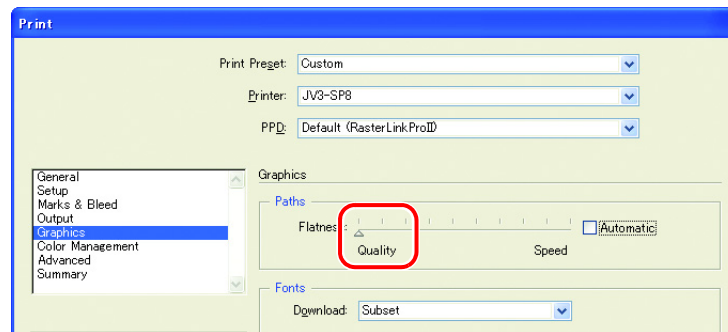 Print
Print Preset: Custom
Printer: JV3-SP8
PPD: Default (RasterLinkProII)
General
Setup
Marks & Bleed
Output
Graphics
Color Management
Advanced
Summary
Graphics
Paths
Flatness: Automatic
Quality Speed
Fonts
Download: Subset